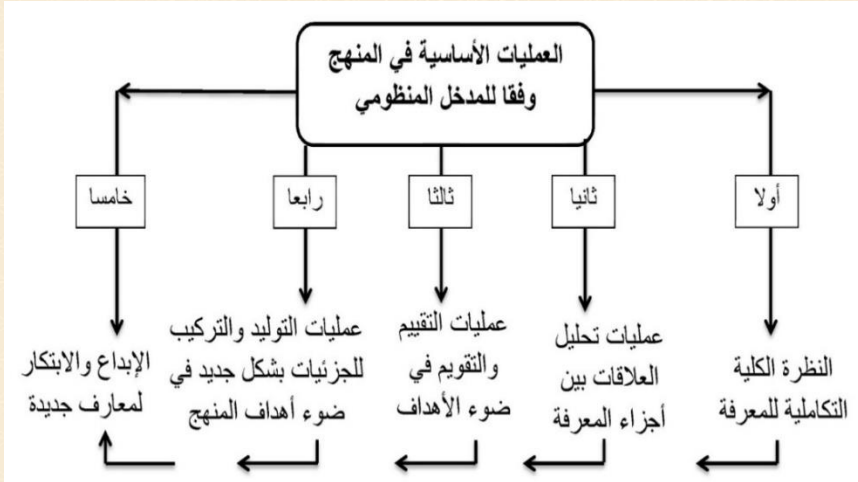 العمليات الأساسية في المنهج
وفقا للمدخل المنظومي
أولا
ثانيا
ثالثا
رابعا
خامسا
النظرة الكلية
التكاملية للمعرفة
عمليات تحليل
العلاقات بين
أجزاء المعرفة
عمليات التقييم
والتقويم في
ضوء الأهداف
عمليات التوليد والتركيب
للجزئيات بشكل جديد في
ضوء أهداف المنهج
الإبداع والابتكار
لمعارف جديدة